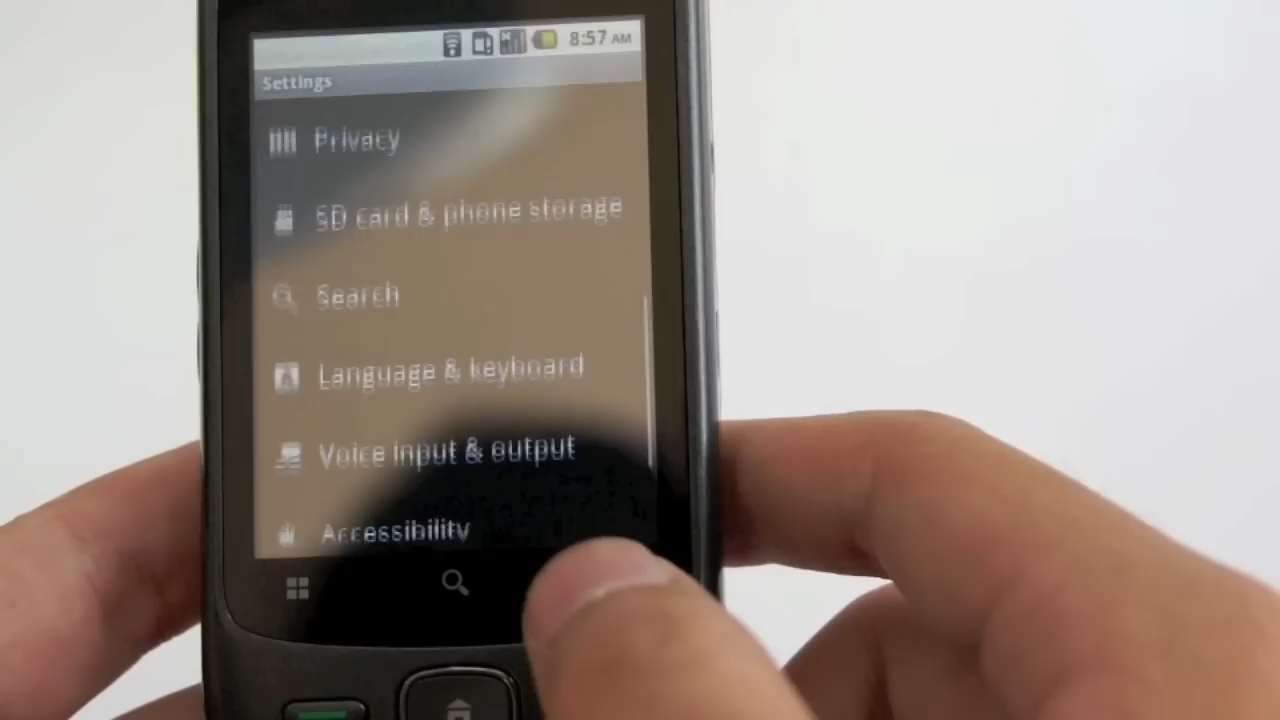 8:57 AM
Settings
Privacy
SD card & phone storage
Search
Language & keyboard
Voice input & output
Accessibility